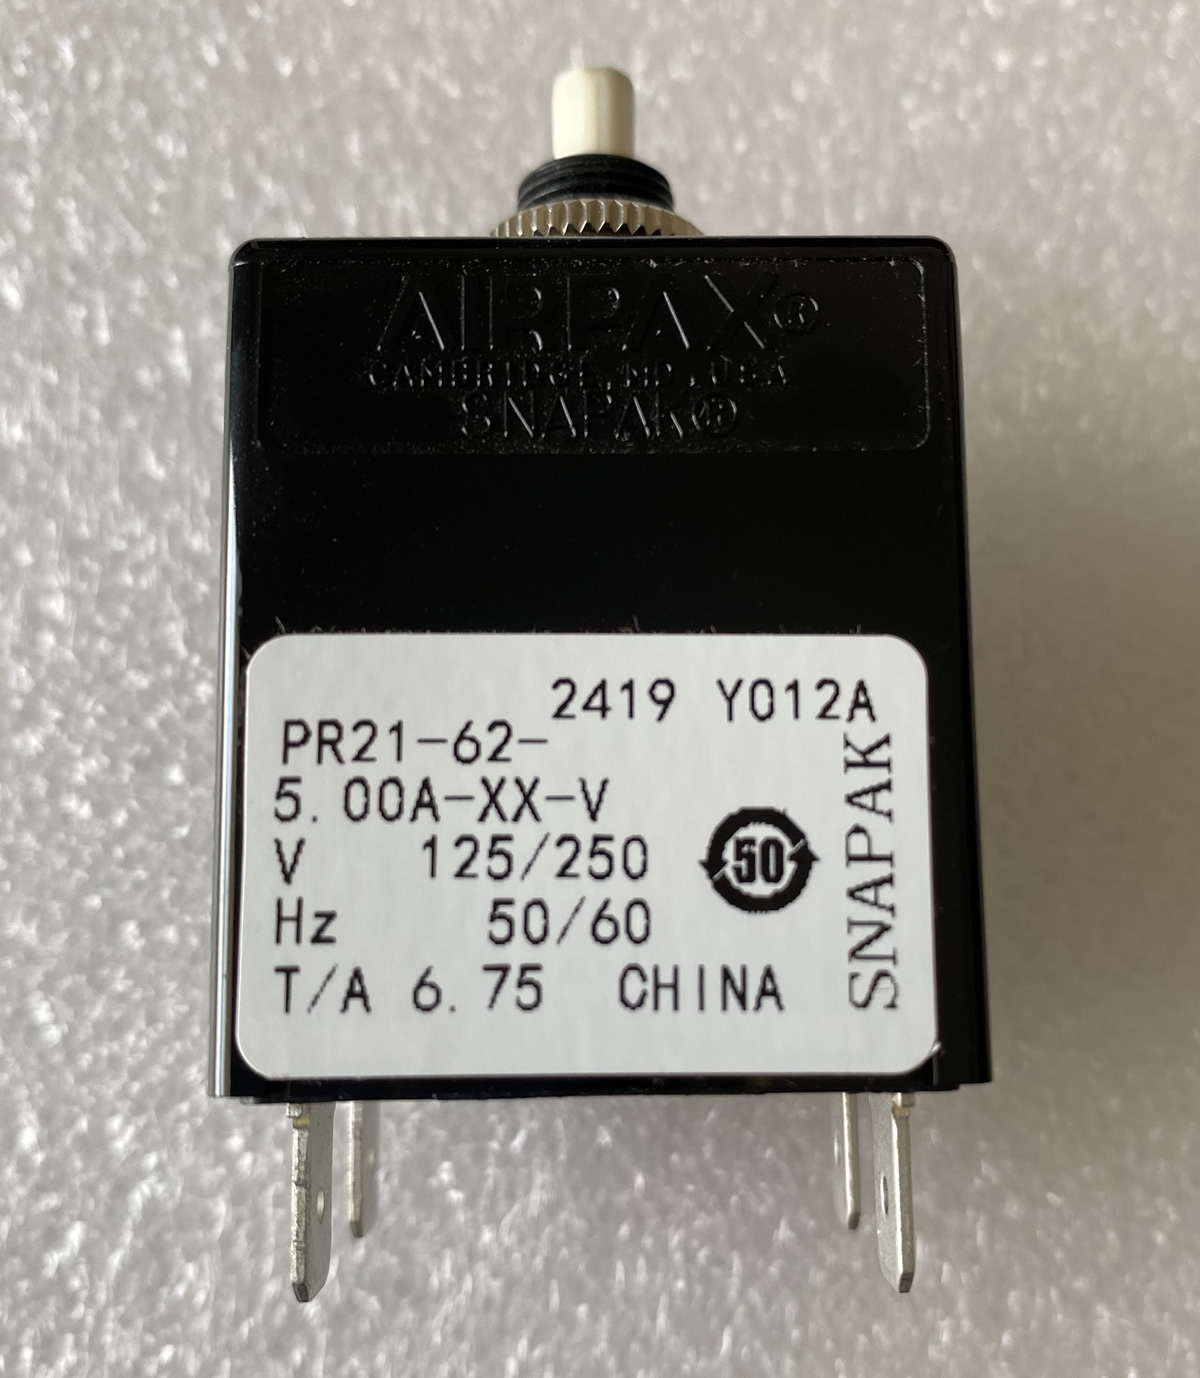 AIRPAX®
CAMBRIDGE, MD. USA
SNAPAK®
2419 Y012A
PR21-62-
5.00A-XX-V
V 125/250
Hz 50/60
T/A 6.75 CHINA
50
SNAPAK